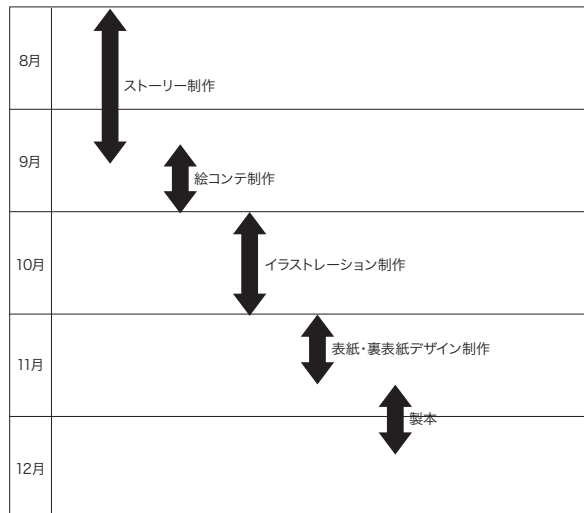 8月
ストーリー制作
9月
絵コンテ制作
10月
イラストレーション制作
表紙・裏表紙デザイン制作
11月
製本
12月